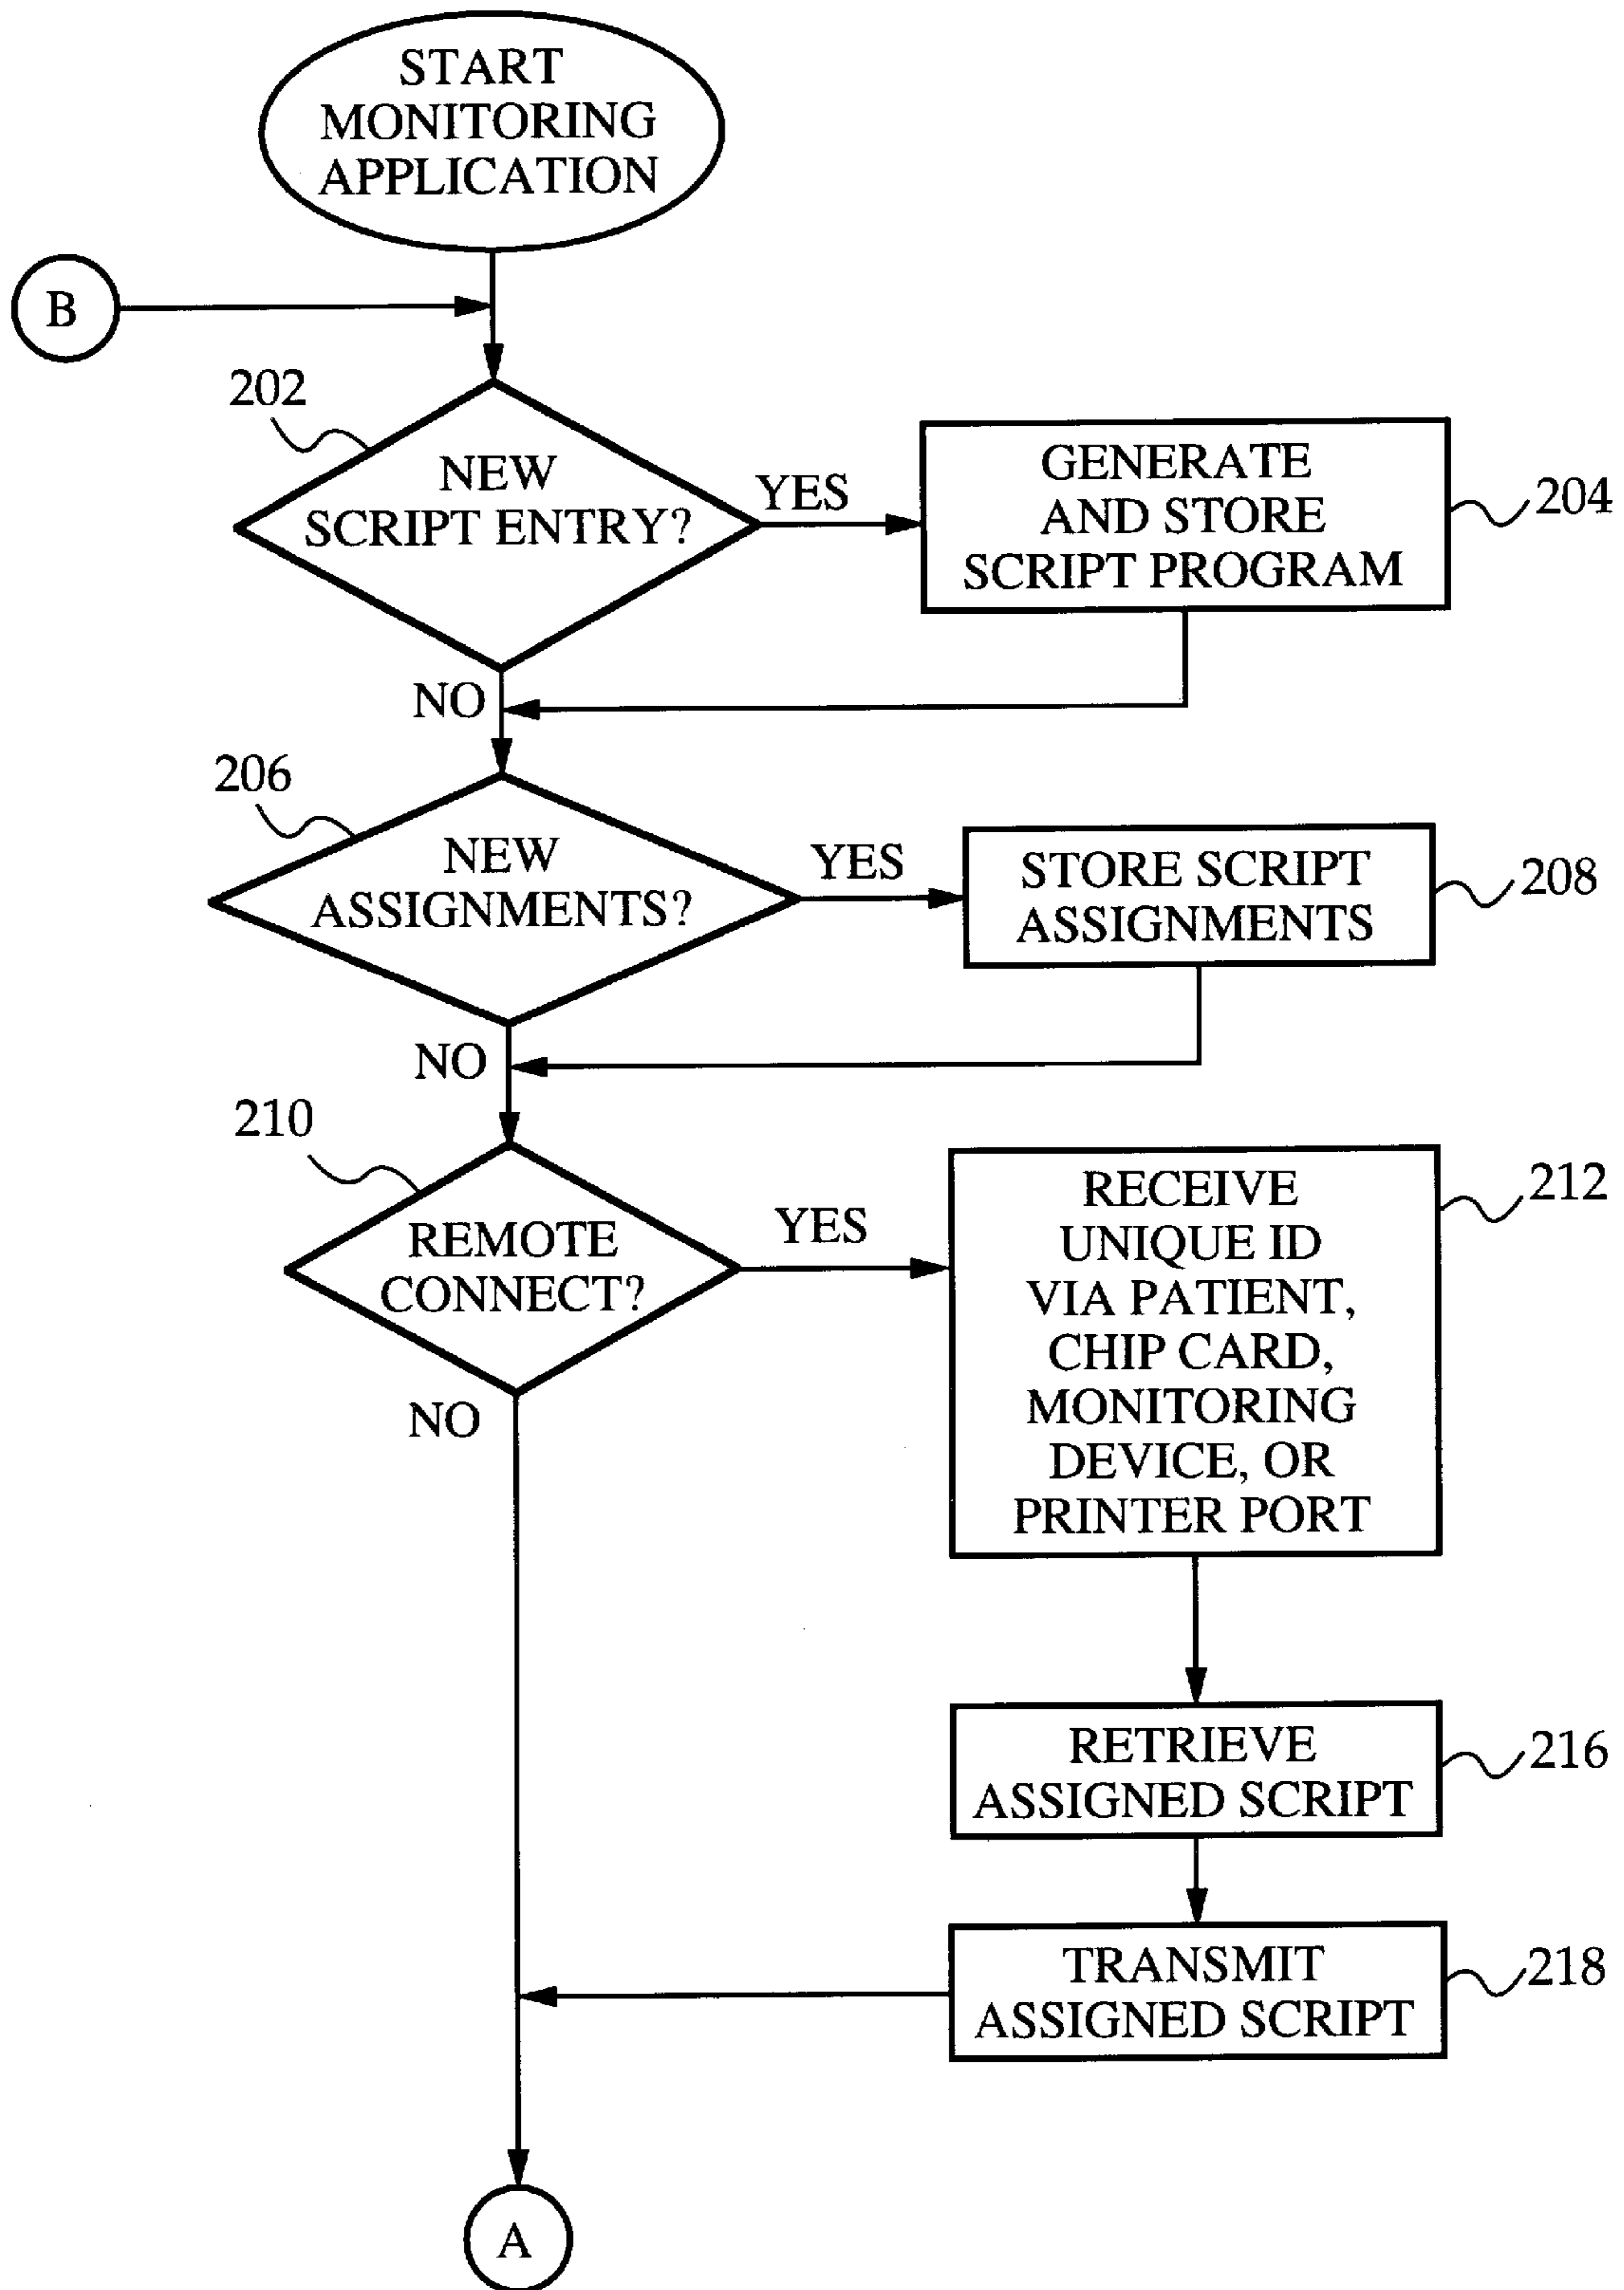 START
MONITORING
APPLICATION
B
202
NEW
SCRIPT ENTRY?
YES
GENERATE
AND STORE
SCRIPT PROGRAM
204
NO
206
NEW
ASSIGNMENTS?
YES
STORE SCRIPT
ASSIGNMENTS
208
NO
210
REMOTE
CONNECT?
YES
RECEIVE
UNIQUE ID
VIA PATIENT,
CHIP CARD,
MONITORING
DEVICE, OR
PRINTER PORT
212
NO
RETRIEVE
ASSIGNED SCRIPT
216
TRANSMIT
ASSIGNED SCRIPT
218
A